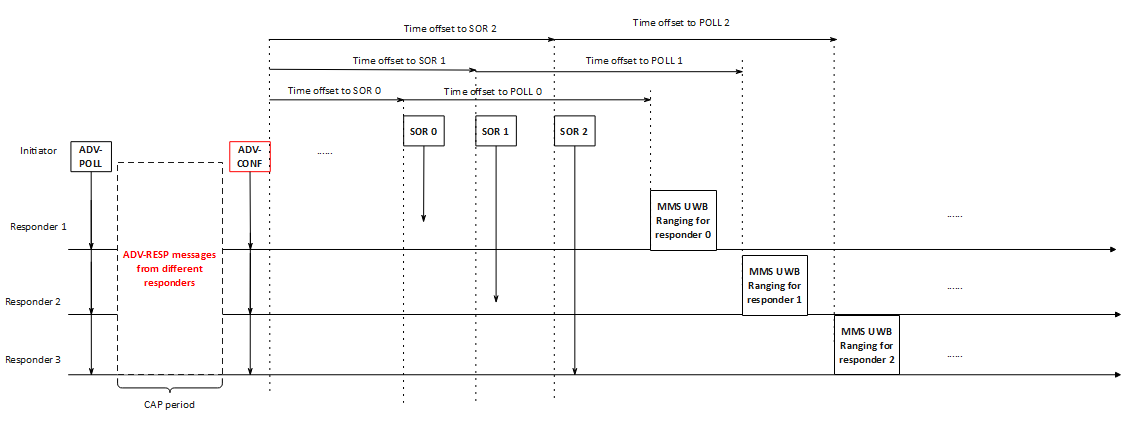 Time offset to SOR 2
Time offset to POLL 2
Time offset to SOR 1
Time offset to POLL 1
Time offset to SOR 0
Time offset to POLL 0
Initiator
ADV-
POLL
ADV-
CONF
......
SOR 0
SOR 1
SOR 2
Responder 1
MMS UWB
Ranging for
responder 0
......
ADV-RESP messages
from different
responders
Responder 2
MMS UWB
Ranging for
responder 1
......
Responder 3
MMS UWB
Ranging for
responder 2
......
CAP period